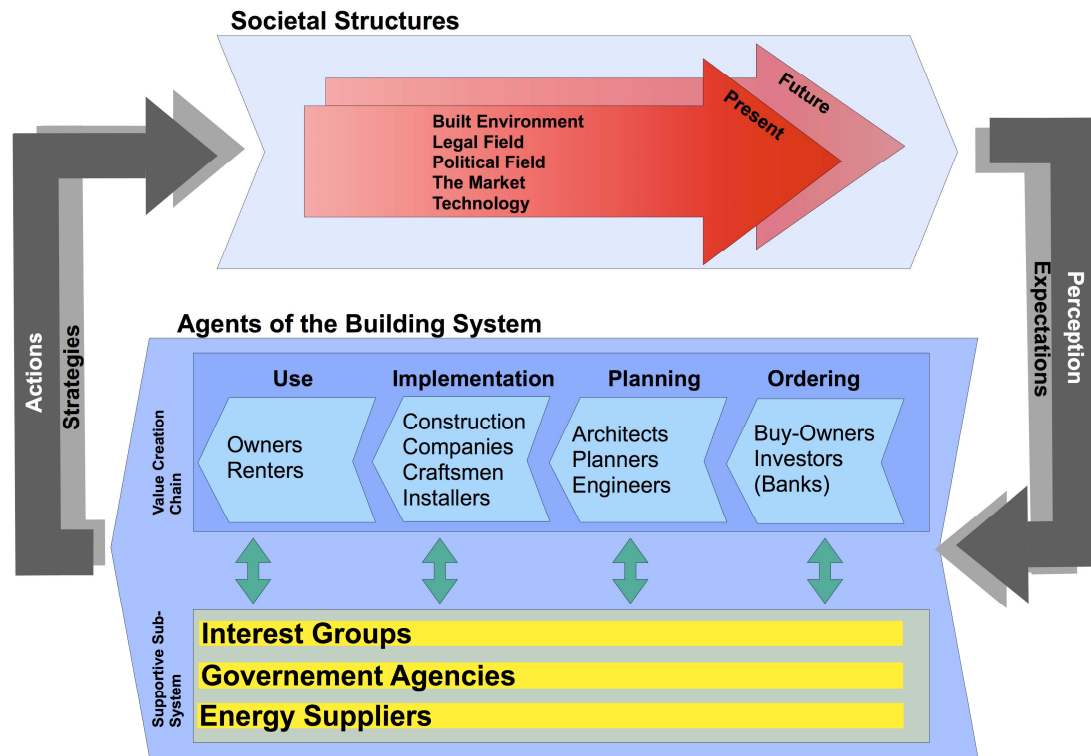 Societal Structures
Future
Present
Built Environment
Legal Field
Political Field
The Market
Technology
Actions
Strategies
Expectations
Perception
Agents of the Building System
Value Creation
Chain
Use
Implementation
Planning
Ordering
Owners
Renters
Construction
Companies
Craftsmen
Installers
Architects
Planners
Engineers
Buy-Owners
Investors
(Banks)
Supportive Sub-
System
Interest Groups
Governement Agencies
Energy Suppliers